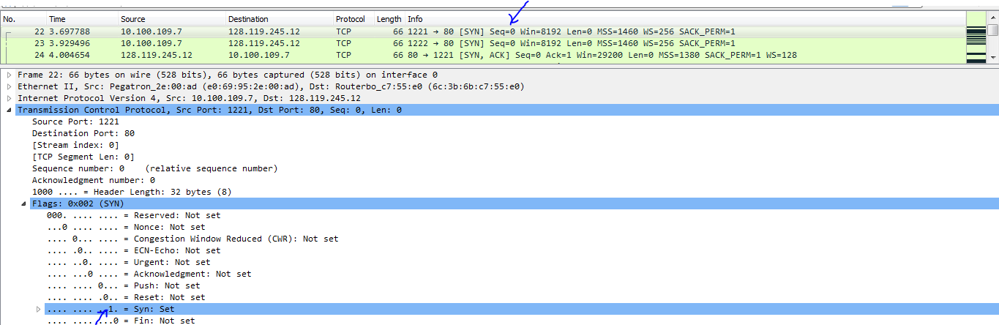 No. Time Source Destination Protocol Length Info
22 3.697788 10.100.109.7 128.119.245.12 TCP 66 1221 → 80 [SYN] Seq=0 Win=8192 Len=0 MSS=1460 WS=256 SACK_PERM=1
23 3.929496 10.100.109.7 128.119.245.12 TCP 66 1222 → 80 [SYN] Seq=0 Win=8192 Len=0 MSS=1460 WS=256 SACK_PERM=1
24 4.004654 128.119.245.12 10.100.109.7 TCP 66 80 → 1221 [SYN, ACK] Seq=0 Ack=1 Win=29200 Len=0 MSS=1380 SACK_PERM=1 WS=128
Frame 22: 66 bytes on wire (528 bits), 66 bytes captured (528 bits) on interface 0
Ethernet II, Src: Pegatron_2e:00:ad (e0:69:95:2e:00:ad), Dst: Routerbo_c7:55:e0 (6c:3b:6b:c7:55:e0)
Internet Protocol Version 4, Src: 10.100.109.7, Dst: 128.119.245.12
Transmission Control Protocol, Src Port: 1221, Dst Port: 80, Seq: 0, Len: 0
Source Port: 1221
Destination Port: 80
[Stream index: 0]
[TCP Segment Len: 0]
Sequence number: 0 (relative sequence number)
Acknowledgment number: 0
1000 .... = Header Length: 32 bytes (8)
Flags: 0x002 (SYN)
000. .... .... = Reserved: Not set
...0 .... .... = Nonce: Not set
.... 0... .... = Congestion Window Reduced (CWR): Not set
.... .0.. .... = ECN-Echo: Not set
.... ..0. .... = Urgent: Not set
.... ...0 .... = Acknowledgment: Not set
.... .... 0... = Push: Not set
.... .... .0.. = Reset: Not set
.... .... ..1. = Syn: Set
.... .... ...0 = Fin: Not set